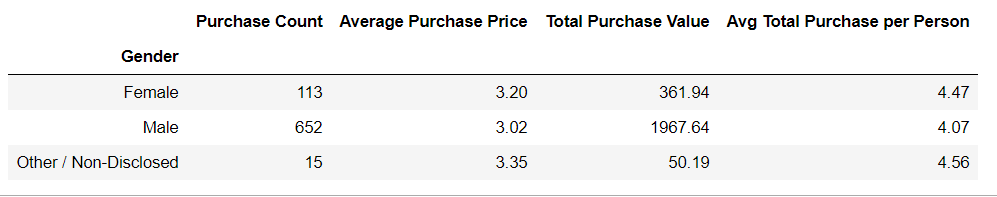 Purchase Count Average Purchase Price Total Purchase Value Avg Total Purchase per Person
Gender
Female 113 3.20 361.94 4.47
Male 652 3.02 1967.64 4.07
Other / Non-Disclosed 15 3.35 50.19 4.56